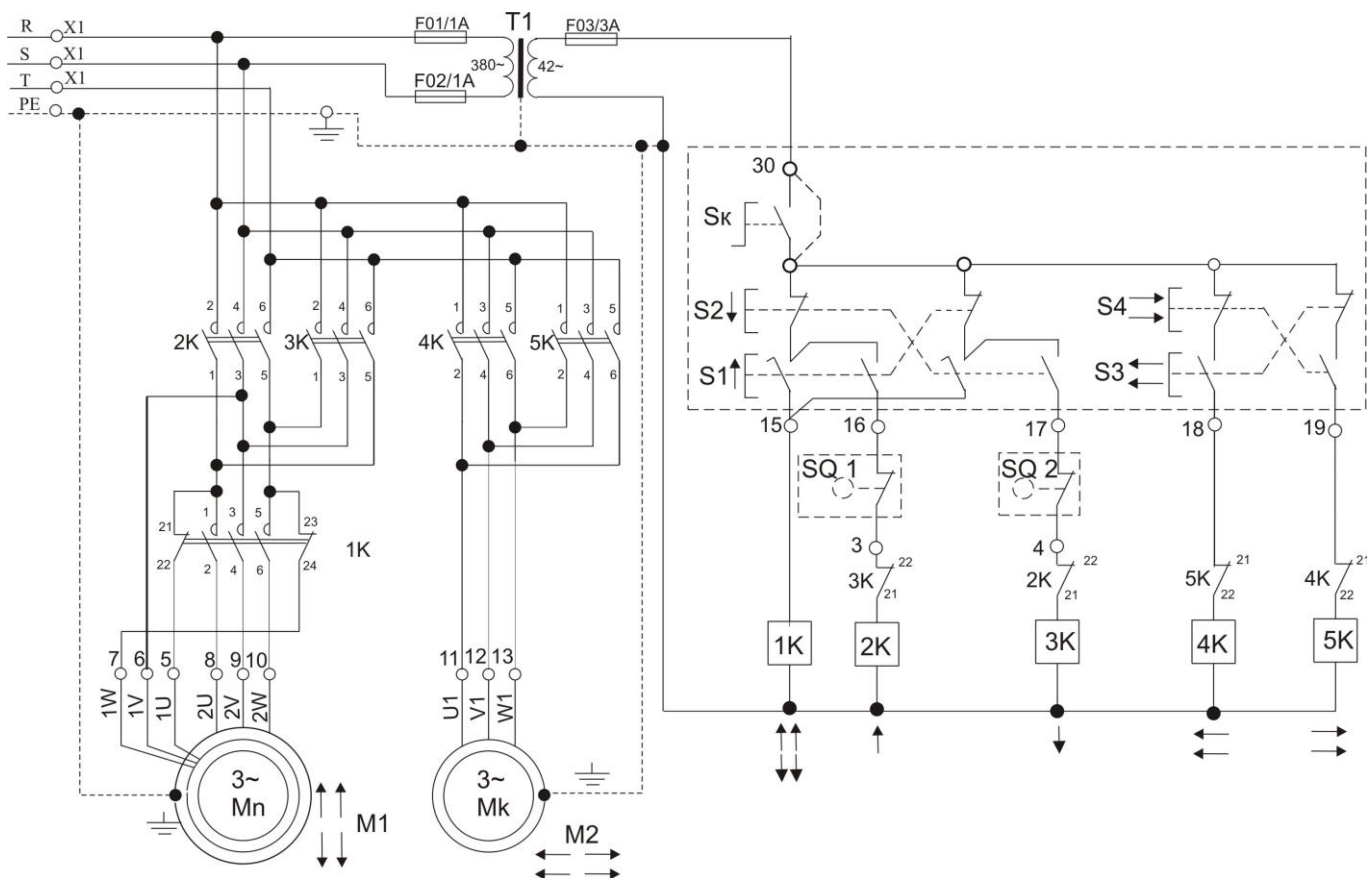 R X1
F01/1A
T1
F03/3A
S X1
380~ 42~
T X1
F02/1A
PE
30
Sк
2 4 6 2 4 6 1 3 5 1 3 5
S2 S4
2K 3K 4K 5K
1 3 5 1 3 5 2 4 6 2 4 6
S1 S3
15 16 17 18 19
SQ 1 SQ 2
21 1 3 5 23
1K
22 2 4 6 24
3 4
3K 22 21
2K 22 21
5K 21 22
4K 21 22
1K 2K 3K 4K 5K
7 6 5 8 9 10 11 12 13
1W 1V 1U 2U 2V 2W U1 V1 W1
3~ 3~
Mn M1 Mk
M2